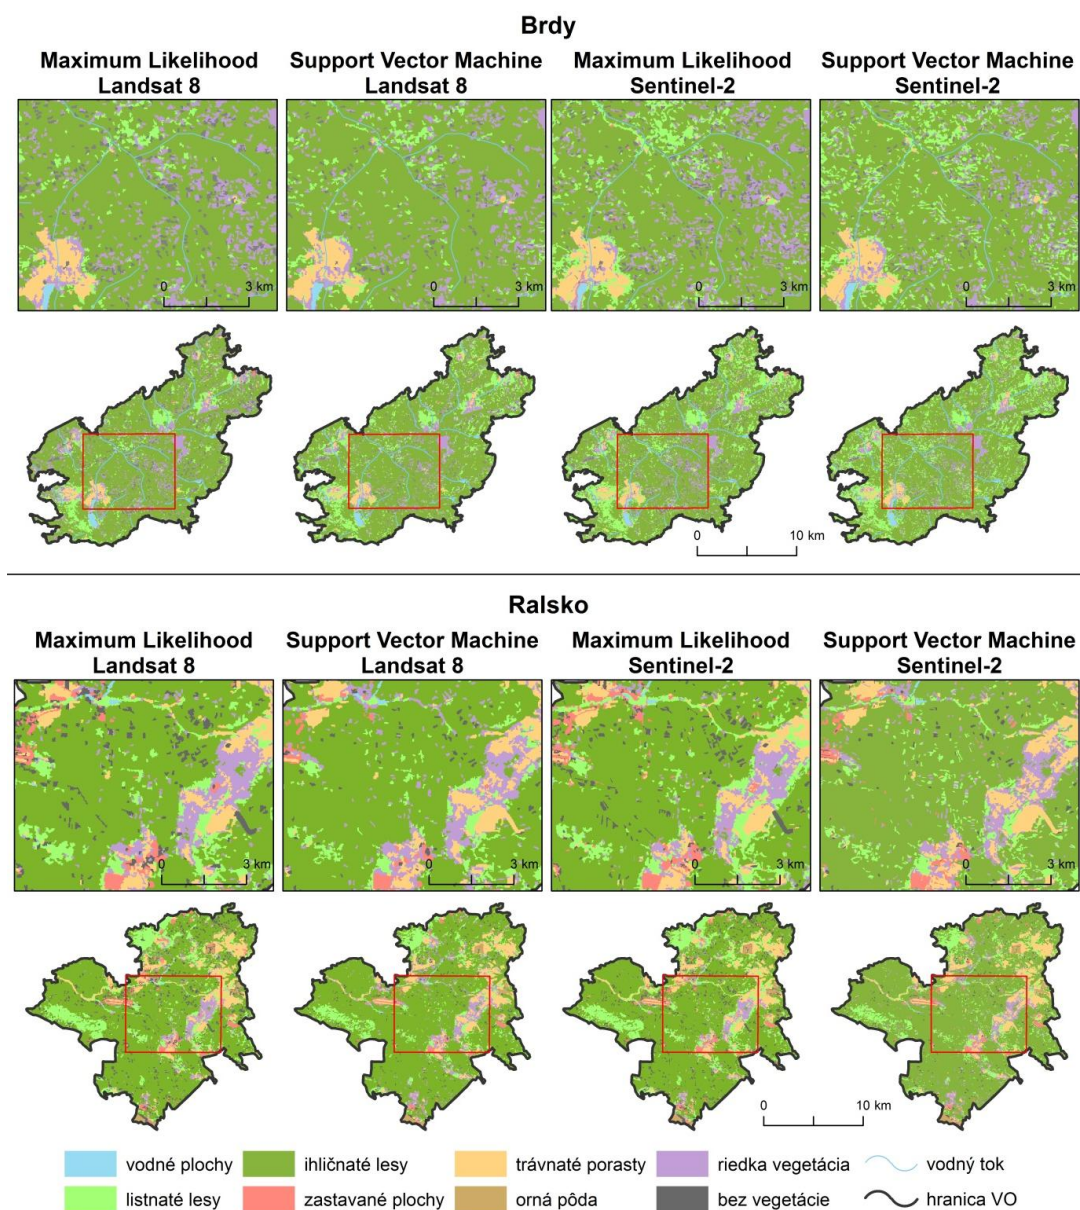 Brdy
Maximum Likelihood
Landsat 8
Support Vector Machine
Landsat 8
Maximum Likelihood
Sentinel-2
Support Vector Machine
Sentinel-2
0 3 km
0 3 km
0 3 km
0 3 km
0 10 km
Ralsko
Maximum Likelihood
Landsat 8
Support Vector Machine
Landsat 8
Maximum Likelihood
Sentinel-2
Support Vector Machine
Sentinel-2
0 3 km
0 3 km
0 3 km
0 3 km
0 10 km
vodné plochy
ihličnaté lesy
trávnaté porasty
riedka vegetácia
vodný tok
listnaté lesy
zastavané plochy
orná pôda
bez vegetácie
hranica VO